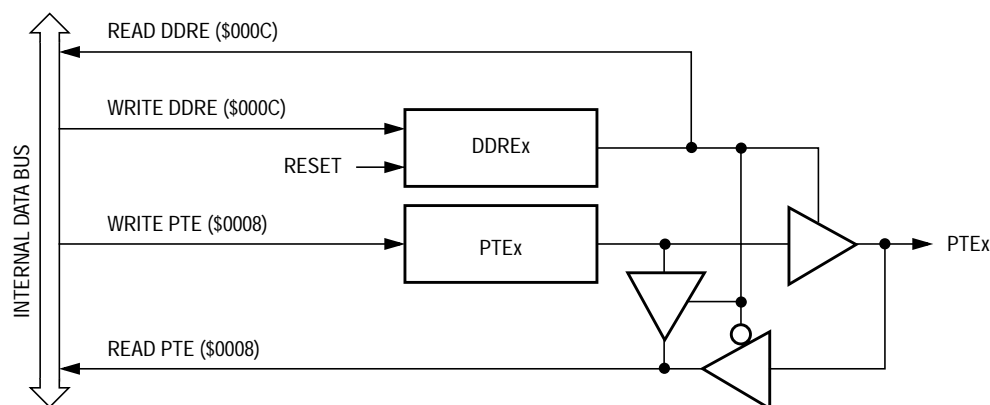 READ DDRE ($000C)
WRITE DDRE ($000C)
DDREx
RESET
WRITE PTE ($0008)
PTEx
PTEx
READ PTE ($0008)
INTERNAL DATA BUS